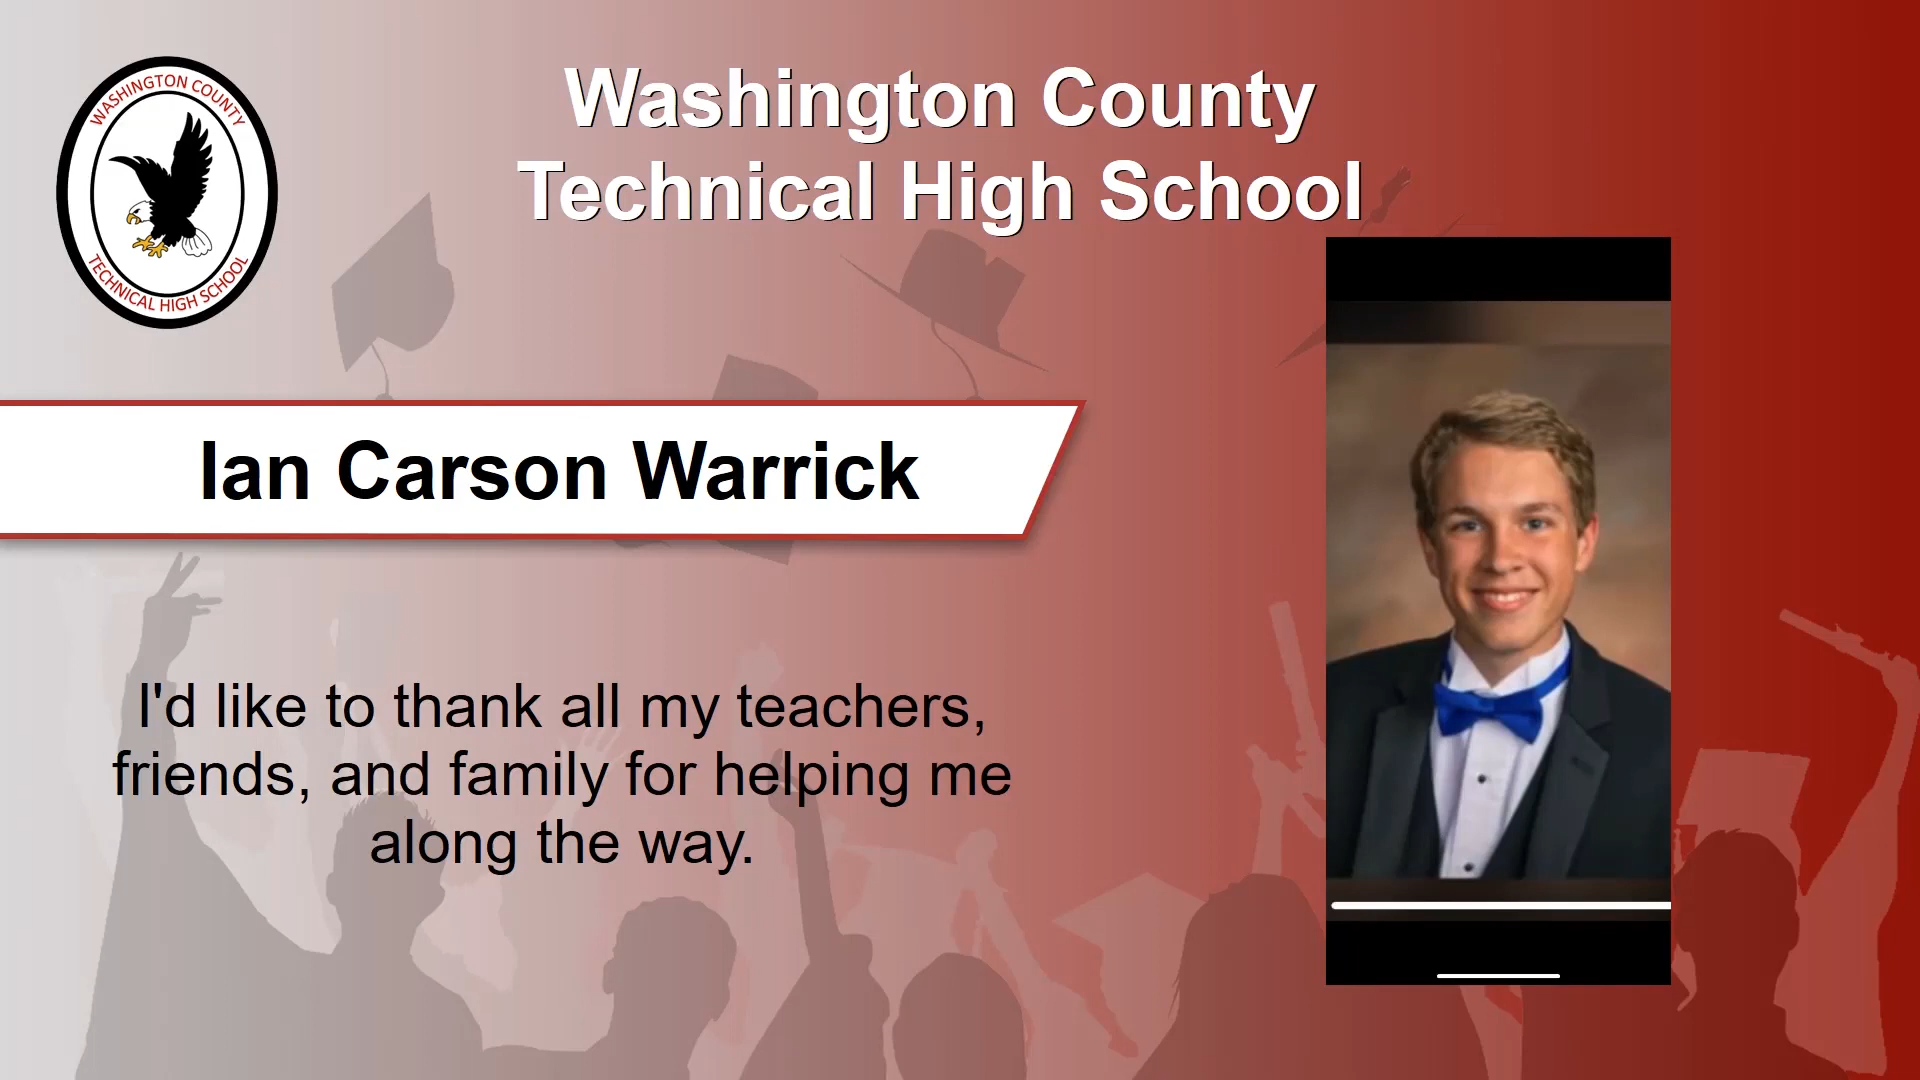 WASHINGTON COUNTY
TECHNICAL HIGH SCHOOL
Washington County
Technical High School
Ian Carson Warrick
I'd like to thank all my teachers,
friends, and family for helping me
along the way.